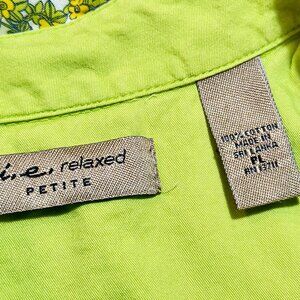 i.e. relaxed
PETITE
100% COTTON
MADE IN
SRI LANKA
PL